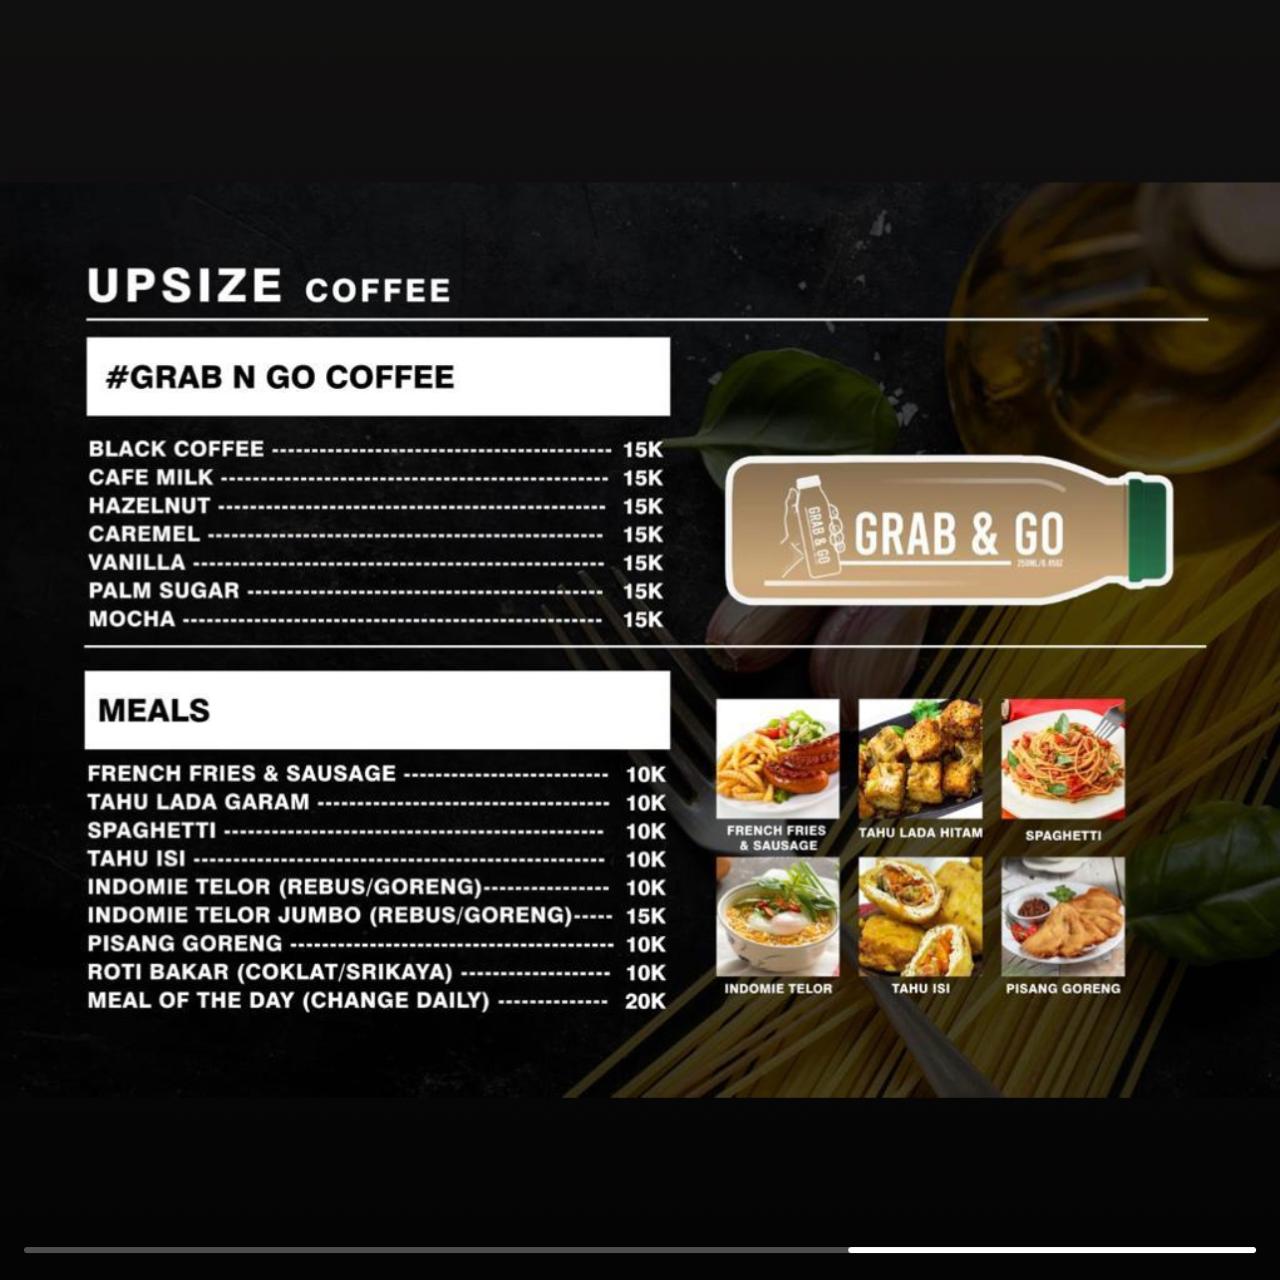 UPSIZE COFFEE
#GRAB N GO COFFEE
BLACK COFFEE ------------------------------------------- 15K
CAFE MILK ------------------------------------------------- 15K
HAZELNUT ------------------------------------------------- 15K
CAREMEL -------------------------------------------------- 15K
VANILLA ---------------------------------------------------- 15K
PALM SUGAR --------------------------------------------- 15K
MOCHA ----------------------------------------------------- 15K
GRAB & GO
GRAB & GO
MEALS
FRENCH FRIES & SAUSAGE -------------------------- 10K
TAHU LADA GARAM ------------------------------------- 10K
SPAGHETTI ------------------------------------------------ 10K
TAHU ISI ---------------------------------------------------- 10K
INDOMIE TELOR (REBUS/GORENG)---------------- 10K
INDOMIE TELOR JUMBO (REBUS/GORENG)----- 15K
PISANG GORENG ----------------------------------------- 10K
ROTI BAKAR (COKLAT/SRIKAYA) ------------------- 10K
MEAL OF THE DAY (CHANGE DAILY) -------------- 20K
FRENCH FRIES
& SAUSAGE
TAHU LADA HITAM
SPAGHETTI
INDOMIE TELOR
TAHU ISI
PISANG GORENG